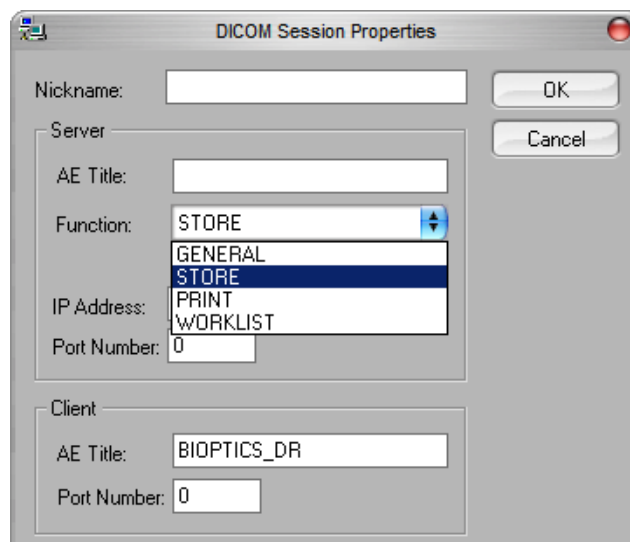 DICOM Session Properties
Nickname:
OK
Server
Cancel
AE Title:
Function: STORE
GENERAL
STORE
PRINT
IP Address:
WORKLIST
Port Number: 0
Client
AE Title: BIOPTICS_DR
Port Number: 0